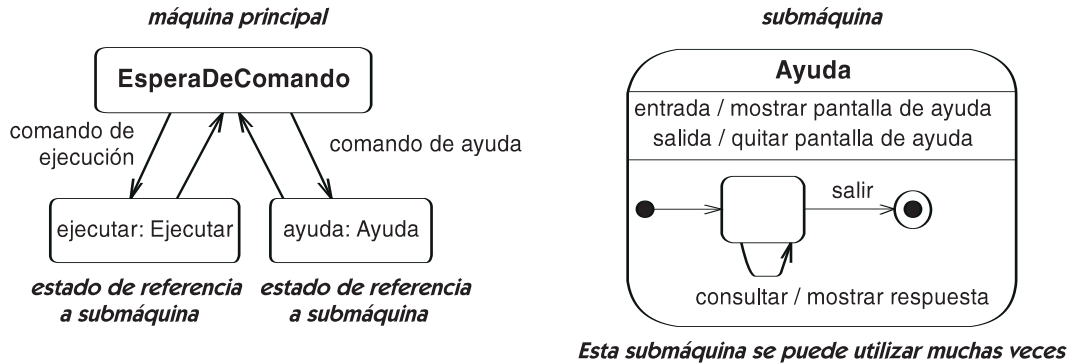 máquina principal
EsperaDeComando
comando de
ejecución
comando de ayuda
ejecutar: Ejecutar
ayuda: Ayuda
estado de referencia
a submáquina
estado de referencia
a submáquina
submáquina
Ayuda
entrada / mostrar pantalla de ayuda
salida / quitar pantalla de ayuda
salir
consultar / mostrar respuesta
Esta submáquina se puede utilizar muchas veces